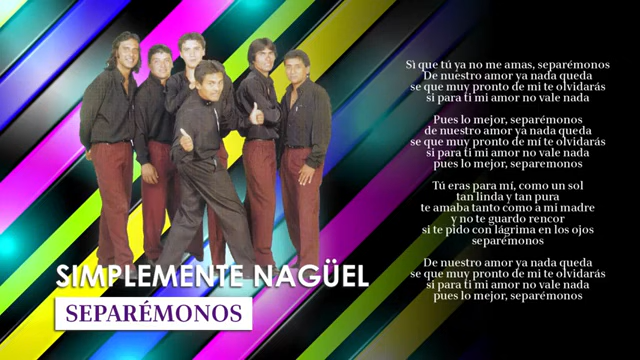 SIMPLEMENTE NAGÜEL
SEPARÉMONOS
Sì que tú ya no me amas, separémonos
De nuestro amor ya nada queda
se que muy pronto de mi te olvidarás
si para ti mi amor no vale nada
Pues lo mejor, separémonos
de nuestro amor ya nada queda
se que muy pronto de mí te olvidarás
si para ti mi amor no vale nada
pues lo mejor, separemonos
Tú eras para mí, como un sol
tan linda y tan pura
te amaba tanto como a mi madre
y no te guardo rencor
si te pido con lágrima en los ojos
separémonos
De nuestro amor ya nada queda
se que muy pronto de mi te olvidarás
si para ti mi amor no vale nada
pues lo mejor, separémonos